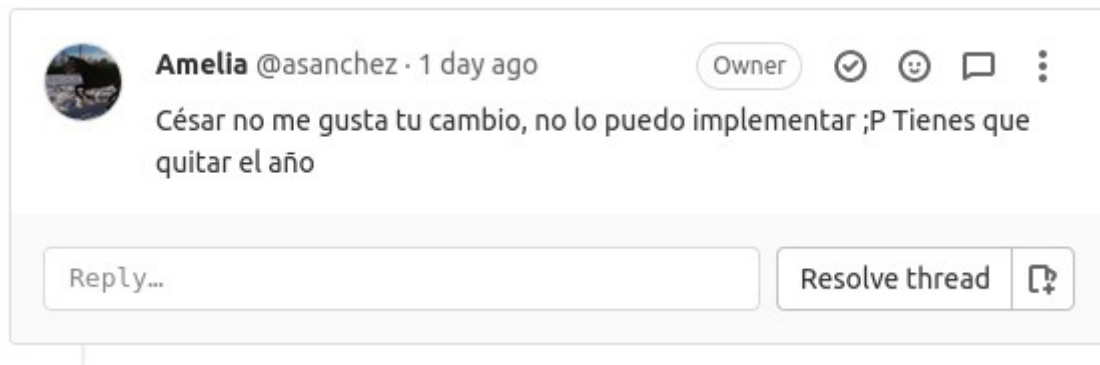 Amelia @asanchez · 1 day ago Owner
César no me gusta tu cambio, no lo puedo implementar ;P Tienes que
quitar el año
Reply…
Resolve thread